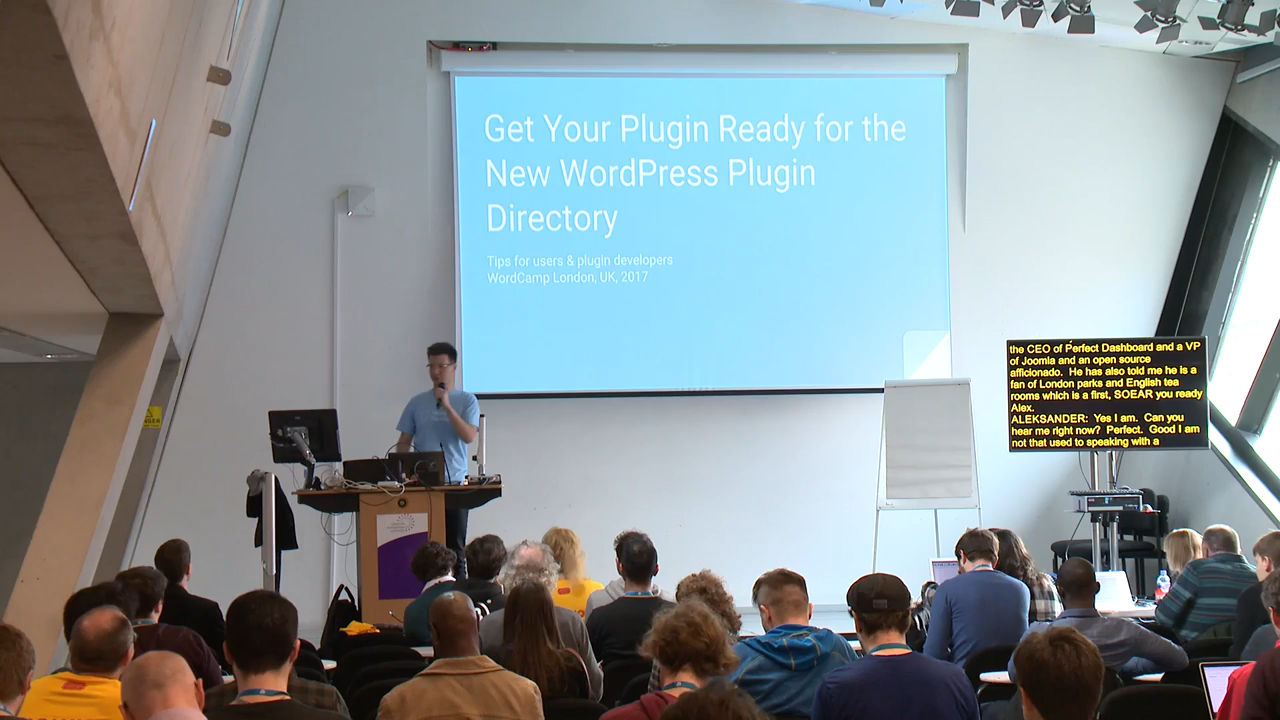 Get Your Plugin Ready for the
New WordPress Plugin
Directory
Tips for users & plugin developers
WordCamp London, UK, 2017
the CEO of Perfect Dashboard and a VP
of Joomla and an open source
afficionado. He has also told me he is a
fan of London parks and English tea
rooms which is a first, SOEAR you ready
Alex.
ALEKSANDER: Yes I am. Can you
hear me right now? Perfect. Good I am
not that used to speaking with a